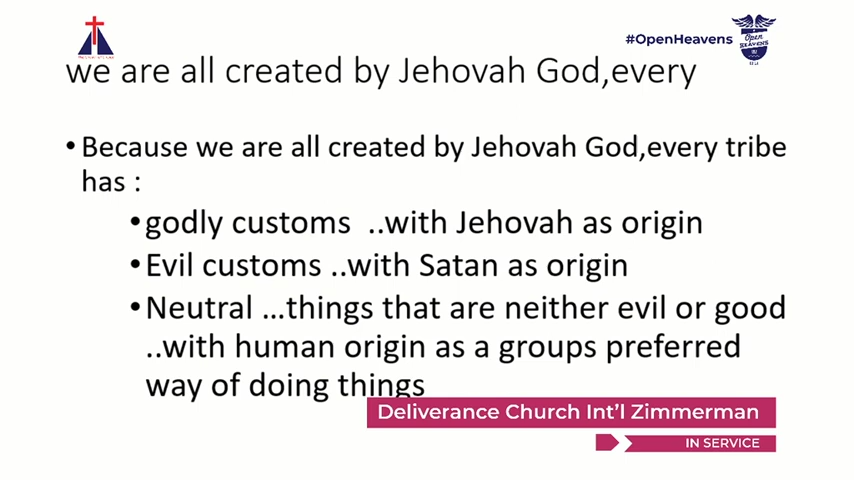 #OpenHeavens
Open
HEAVENS
we are all created by Jehovah God,every
• Because we are all created by Jehovah God,every tribe
has :
•godly customs ..with Jehovah as origin
•Evil customs ..with Satan as origin
•Neutral ...things that are neither evil or good
..with human origin as a groups preferred
way of doing things
Deliverance Church Int'l Zimmerman
IN SERVICE